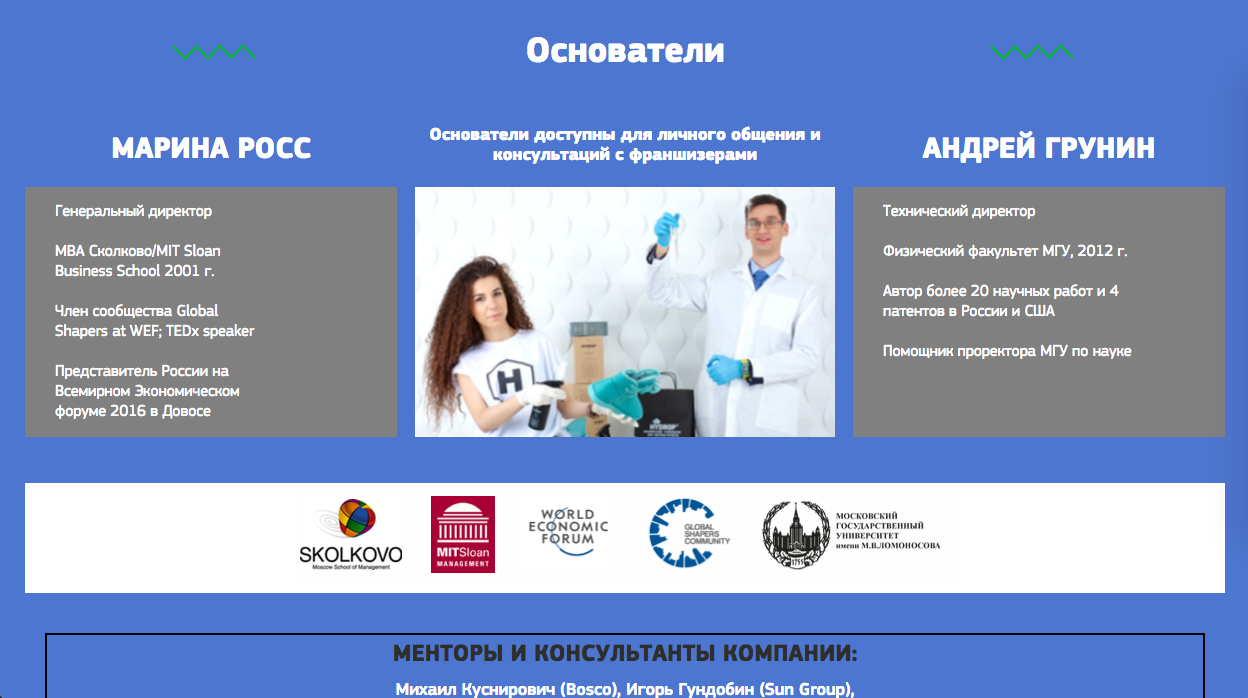 Основатели
МАРИНА РОСС
Основатели доступны для личного общения и
консультаций с франшизерами
АНДРЕЙ ГРУНИН
Генеральный директор
MBA Сколково/MIT Sloan
Business School 2001 г.
Член сообщества Global
Shapers at WEF; TEDx speaker
Представитель России на
Всемирном Экономическом
форуме 2016 в Довосе
H
HYDROP
Технический директор
Физический факультет МГУ, 2012 г.
Автор более 20 научных работ и 4
патентов в России и США
Помощник проректора МГУ по науке
SKOLKOVO
Moscow School of Management
MITSloan
MANAGEMENT
WORLD
ECONOMIC
FORUM
GLOBAL
SHAPERS
COMMUNITY
1755
МОСКОВСКИЙ
ГОСУДАРСТВЕННЫЙ
УНИВЕРСИТЕТ
имени М.В.ЛОМОНОСОВА
МЕНТОРЫ И КОНСУЛЬТАНТЫ КОМПАНИИ:
Михаил Куснирович (Bosco), Игорь Гундобин (Sun Group),